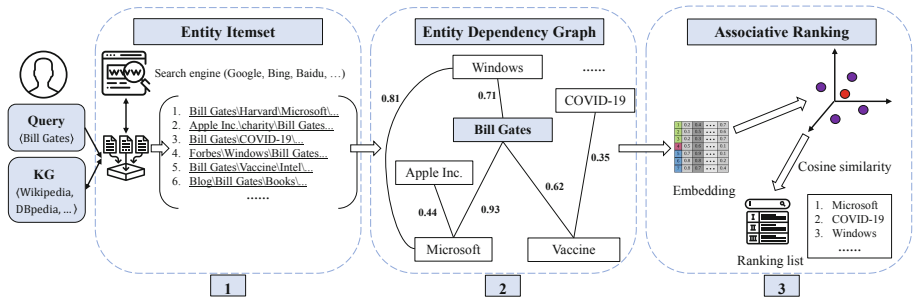 Entity Itemset
Search engine (Google, Bing, Baidu, …)
Query
⟨Bill Gates⟩
KG
⟨Wikipedia,
DBpedia, ...⟩
1. Bill Gates\Harvard\Microsoft\...
2. Apple Inc.\charity\Bill Gates...
3. Bill Gates\COVID-19\...
4. Forbes\Windows\Bill Gates...
5. Bill Gates\Vaccine\Intel\...
6. Blog\Bill Gates\Books\...
......
1
Entity Dependency Graph
Windows
......
0.81
0.71
COVID-19
Bill Gates
0.35
Apple Inc.
0.62
0.44
0.93
Microsoft
Vaccine
2
Associative Ranking
Embedding
Cosine similarity
I
II
III
Ranking list
1. Microsoft
2. COVID-19
3. Windows
......
3